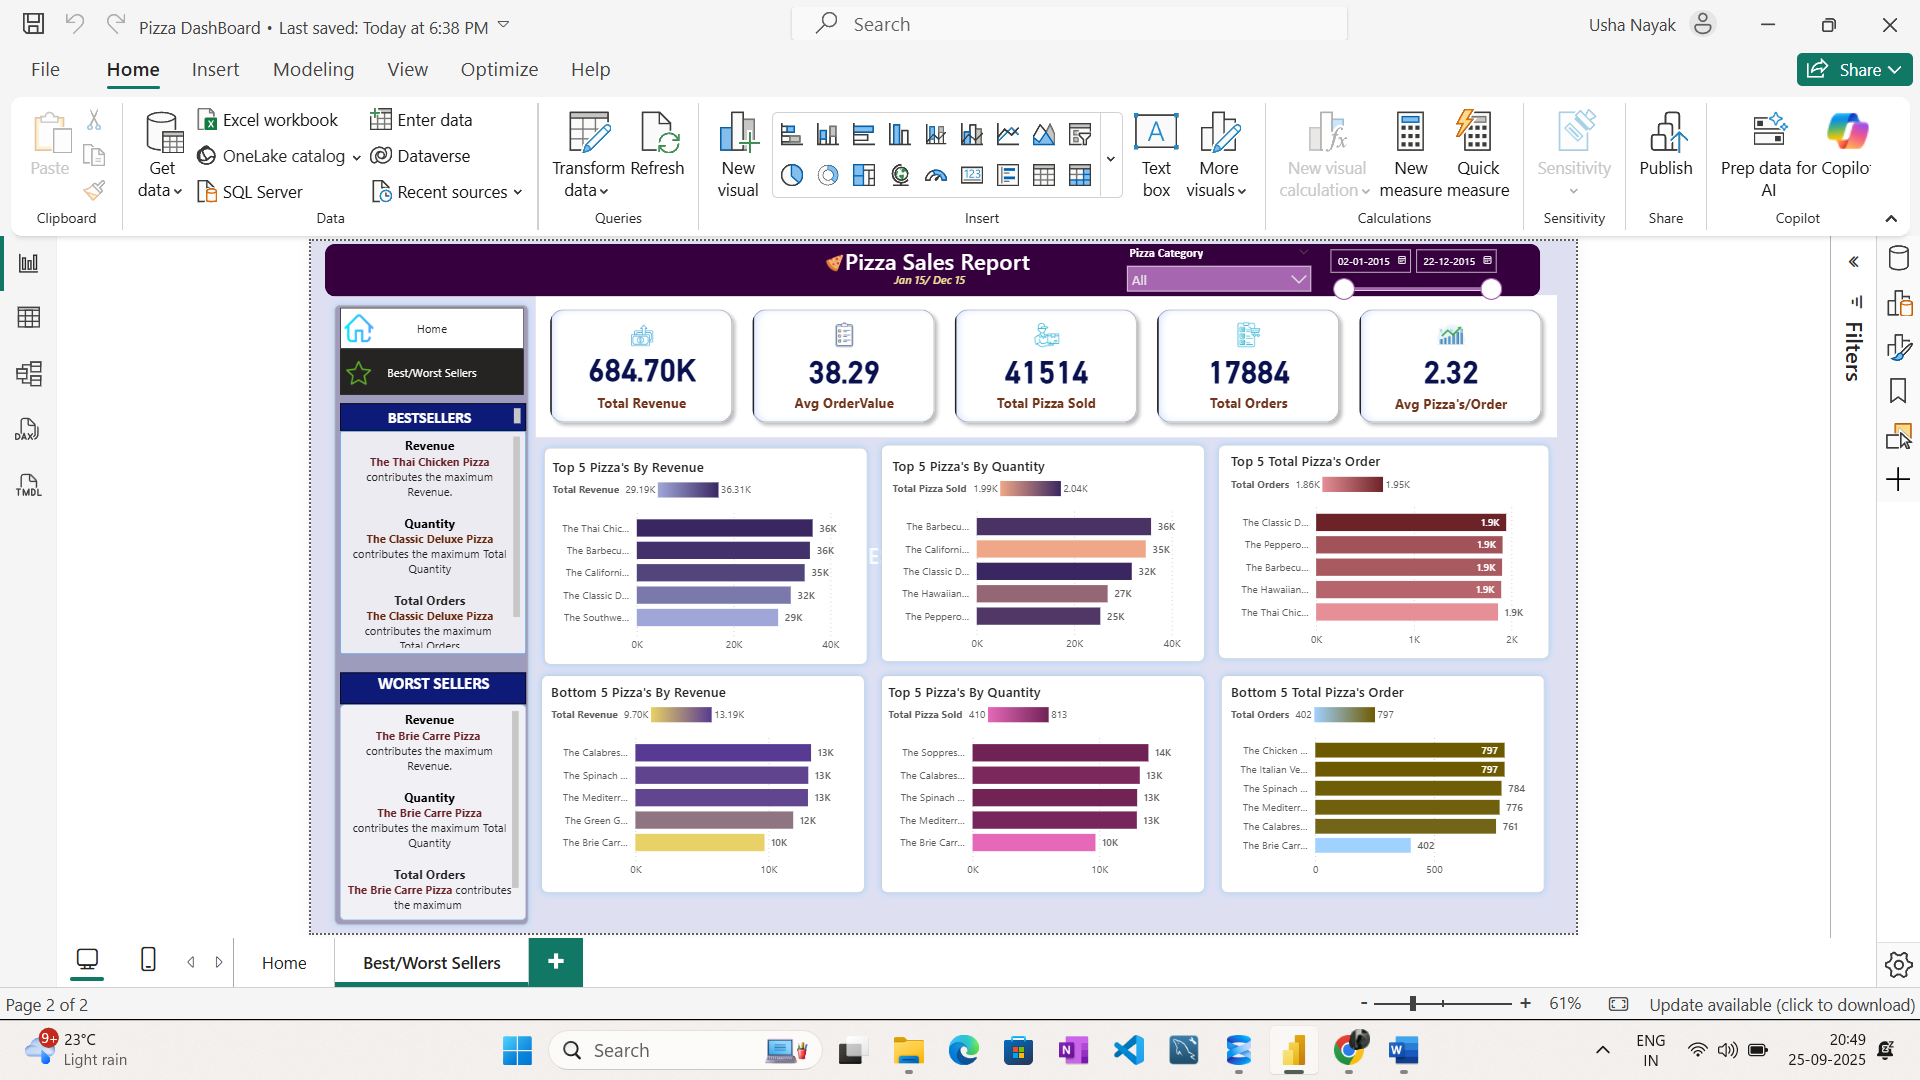 Pizza DashBoard • Last saved: Today at 6:38 PM
Search
Usha Nayak
File Home Insert Modeling View Optimize Help
Share
Paste
Clipboard
Get data
Excel workbook
OneLake catalog
SQL Server
Enter data
Dataverse
Recent sources
Data
Transform data
Refresh
Queries
New visual
123
Text box
More visuals
Insert
New visual calculation
New measure
Quick measure
Calculations
Sensitivity
Sensitivity
Publish
Share
Prep data for AI
Copilo
Copilot
DAX
TMDL
Filters
Pizza Sales Report
Jan 15/ Dec 15
Pizza Category
All
02-01-2015
22-12-2015
Home
Best/Worst Sellers
684.70K
Total Revenue
38.29
Avg OrderValue
41514
Total Pizza Sold
17884
Total Orders
2.32
Avg Pizza's/Order
BESTSELLERS
Revenue
The Thai Chicken Pizza
contributes the maximum
Revenue.
Quantity
The Classic Deluxe Pizza
contributes the maximum Total
Quantity
Total Orders
The Classic Deluxe Pizza
contributes the maximum
Total Orders
WORST SELLERS
Revenue
The Brie Carre Pizza
contributes the maximum
Revenue.
Quantity
The Brie Carre Pizza
contributes the maximum Total
Quantity
Total Orders
The Brie Carre Pizza contributes
the maximum
Top 5 Pizza's By Revenue
Total Revenue 29.19K 36.31K
The Thai Chic... 36K
The Barbecu... 36K
The Californi... 35K
The Classic D... 32K
The Southwe... 29K
0K 20K 40K
E
Top 5 Pizza's By Quantity
Total Pizza Sold 1.99K 2.04K
The Barbecu... 36K
The Californi... 35K
The Classic D... 32K
The Hawaiian... 27K
The Peppero... 25K
0K 20K 40K
Top 5 Total Pizza's Order
Total Orders 1.86K 1.95K
The Classic D... 1.9K
The Peppero... 1.9K
The Barbecu... 1.9K
The Hawaiian... 1.9K
The Thai Chic... 1.9K
0K 1K 2K
Bottom 5 Pizza's By Revenue
Total Revenue 9.70K 13.19K
The Calabres... 13K
The Spinach ... 13K
The Mediterr... 13K
The Green G... 12K
The Brie Carr... 10K
0K 10K
Top 5 Pizza's By Quantity
Total Pizza Sold 410 813
The Soppres... 14K
The Calabres... 13K
The Spinach ... 13K
The Mediterr... 13K
The Brie Carr... 10K
0K 10K
Bottom 5 Total Pizza's Order
Total Orders 402 797
The Chicken ... 797
The Italian Ve... 797
The Spinach ... 784
The Mediterr... 776
The Calabres... 761
The Brie Carr... 402
0 500
Home
Best/Worst Sellers
Page 2 of 2
- + 61%
Update available (click to download)
9+
23°C
Light rain
Search
ENG
IN
20:49
25-09-2025